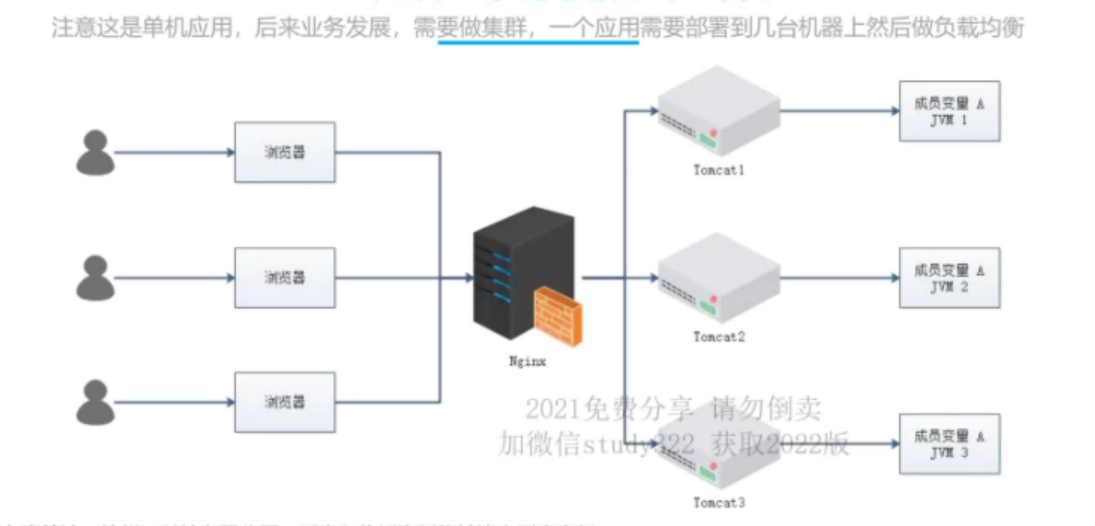 注意这是单机应用，后来业务发展，需要做集群，一个应用需要部署到几台机器上然后做负载均衡
成员变量 A
JVM 1
浏览器
Tomcat1
成员变量 A
JVM 2
浏览器
Tomcat2
Nginx
浏览器
2021免费分享 请勿倒卖
加微信study322 获取2022版
成员变量 A
JVM 3
Tomcat3